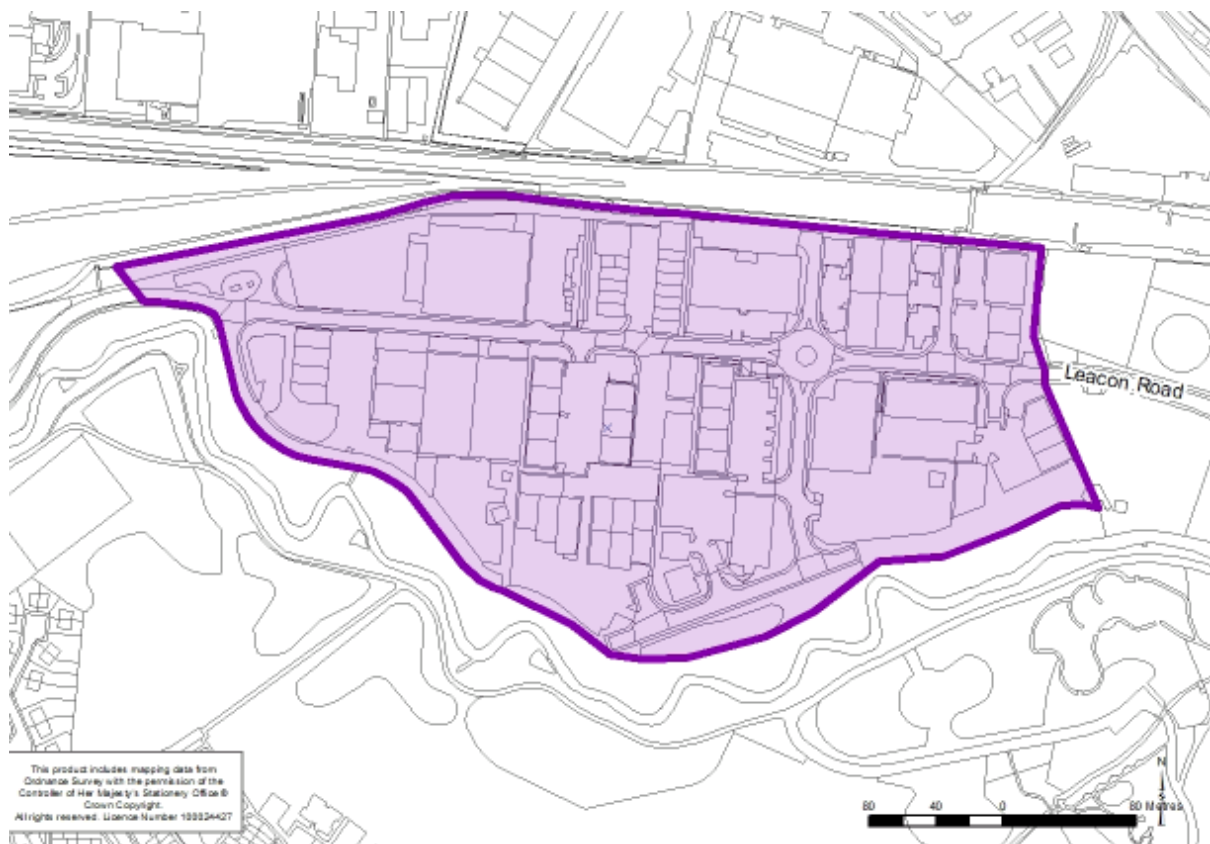 Leacon Road
This product includes mapping data from
Ordnance Survey with the permission of the
Controller of Her Majesty's Stationery Office ©
Crown Copyright.
All rights reserved. Licence Number 100024427
N
80 40 0 80 Metres